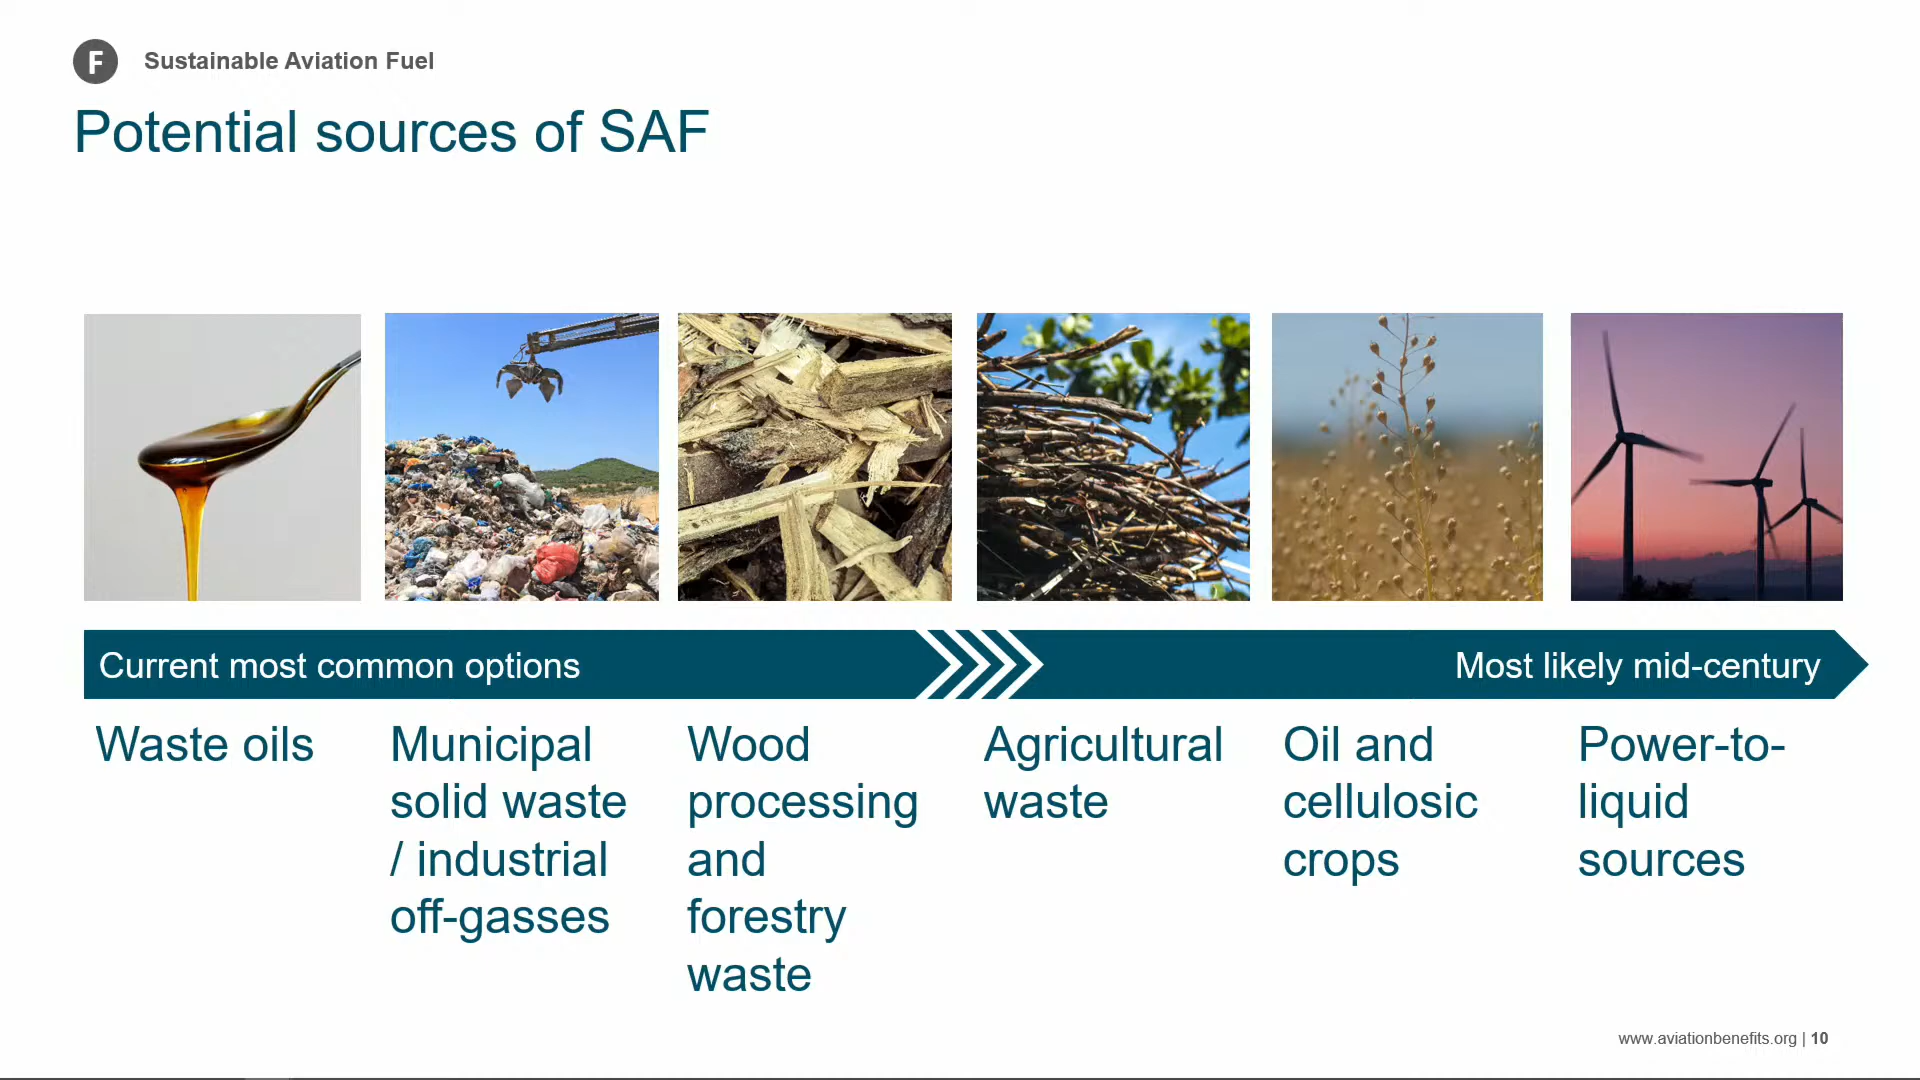 F
Sustainable Aviation Fuel
Potential sources of SAF
Current most common options
Most likely mid-century
Waste oils
Municipal
solid waste
/ industrial
off-gasses
Wood
processing
and
forestry
waste
Agricultural
waste
Oil and
cellulosic
crops
Power-to-
liquid
sources
www.aviationbenefits.org | 10